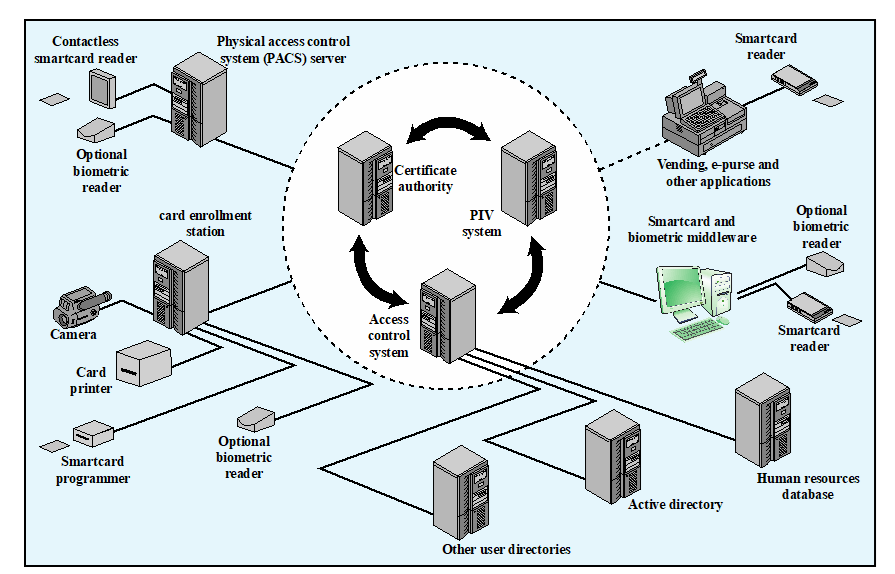 Contactless
smartcard reader
Physical access control
system (PACS) server
Smartcard
reader
Optional
biometric
reader
Certificate
authority
PIV
system
Vending, e-purse and
other applications
card enrollment
station
Smartcard and
biometric middleware
Optional
biometric
reader
Camera
Access
control
system
Smartcard
reader
Card
printer
Optional
biometric
reader
Smartcard
programmer
Human resources
database
Active directory
Other user directories